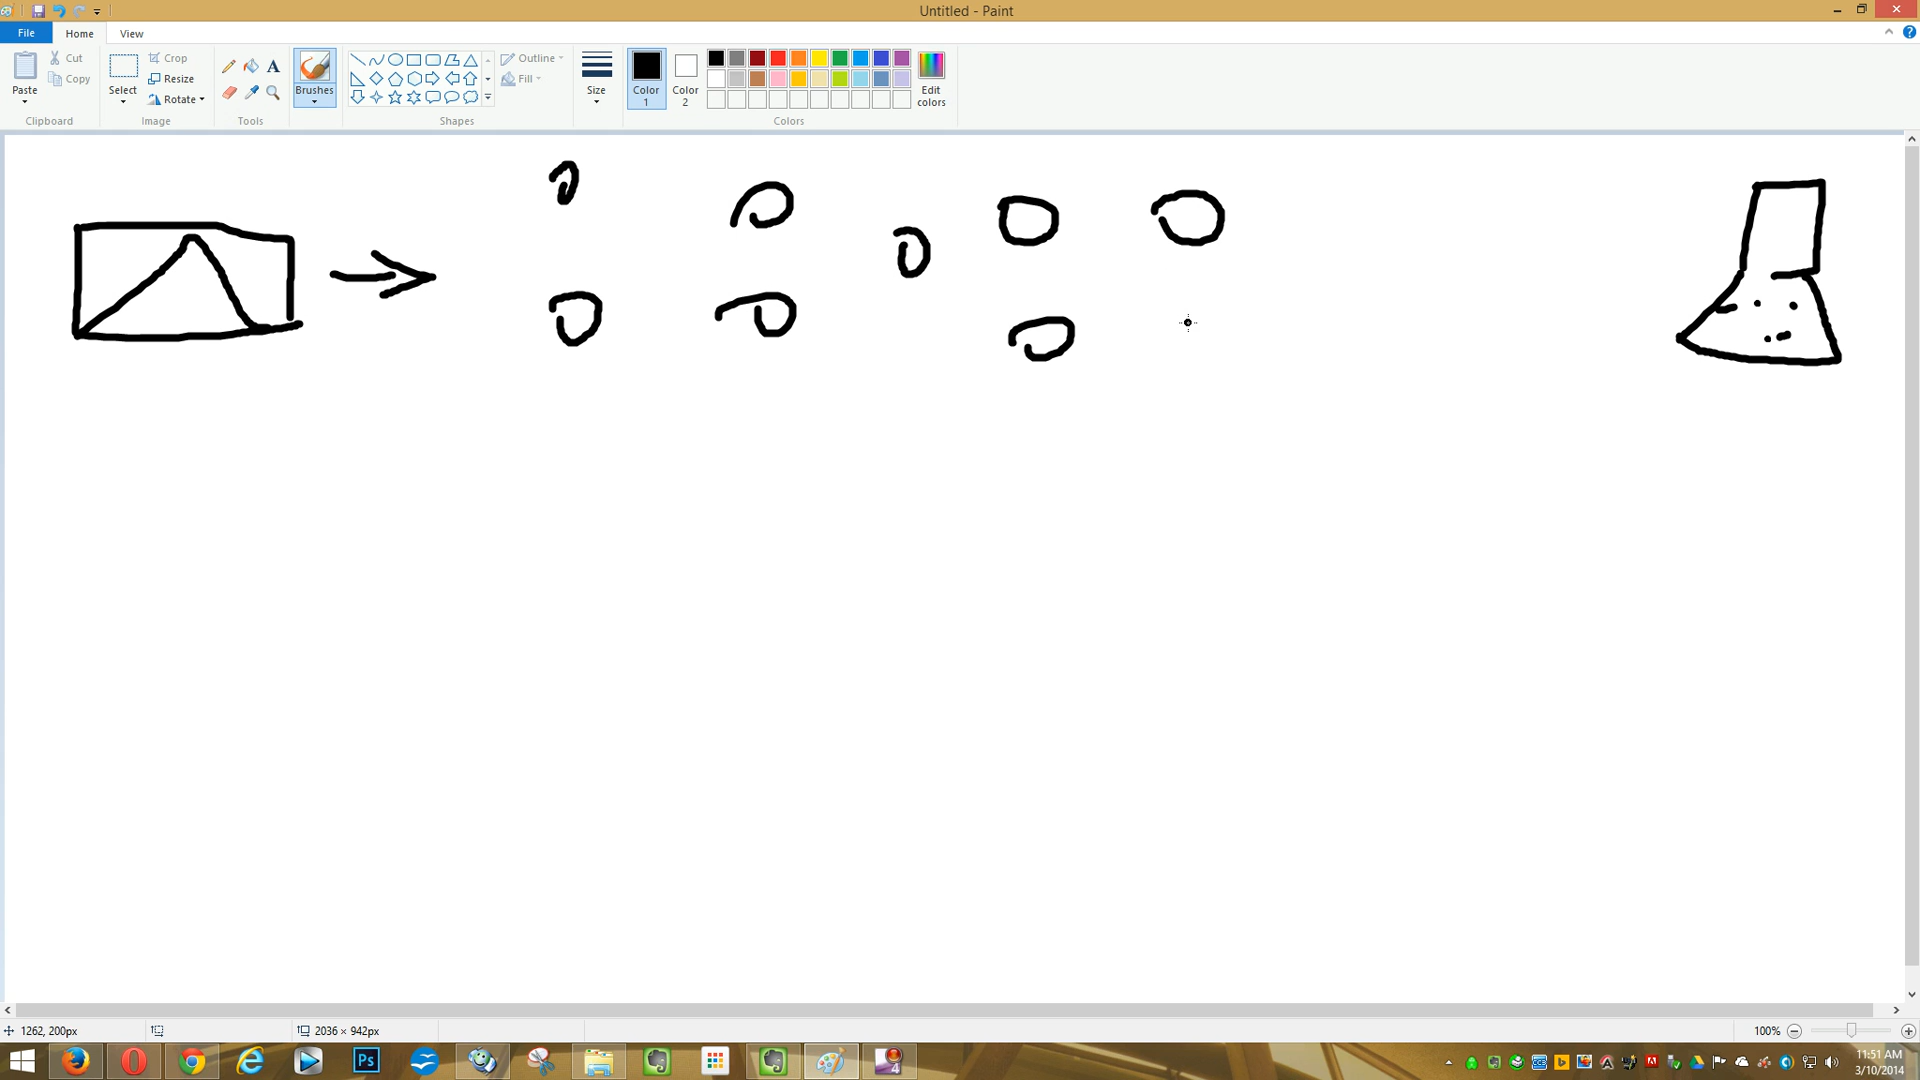 Untitled - Paint
File Home View
Paste
Cut
Copy
Clipboard
Select
Crop
Resize
Rotate
Image
A
Tools
Brushes
Shapes
Outline
Fill
Size
Color 1
Color 2
Edit colors
Colors
1262, 200px
2036 × 942px
100%
Ps
4
11:51 AM
3/10/2014